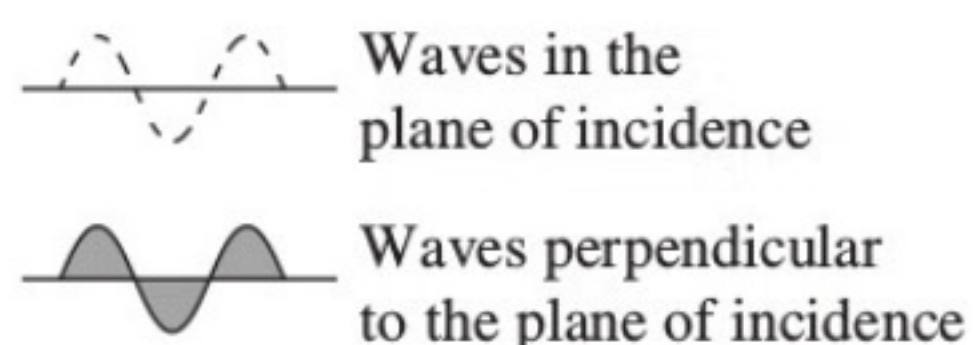 Waves in the
plane of incidence
Waves perpendicular
to the plane of incidence